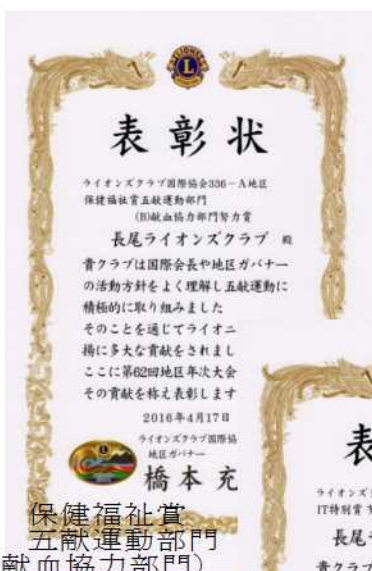 LIONS
L
表彰状
ライオンズクラブ国際協会336-A地区
保健福祉賞五献運動部門
(B)献血協力部門努力賞
長尾ライオンズクラブ 殿
貴クラブは国際会長や地区ガバナー
の活動方針をよく理解し五献運動に
積極的に取り組みました
そのことを通じてライオニ
揚に多大な貢献をされまし
ここに第62回地区年次大会
その貢献を称え表彰します
2016年4月17日
ライオンズクラブ国際協
地区ガバナー
橋本 充
保健福祉賞
五献運動部門
献血協力部門)
表
ライオンズ
IT特別賞
長尾
貴クラブ